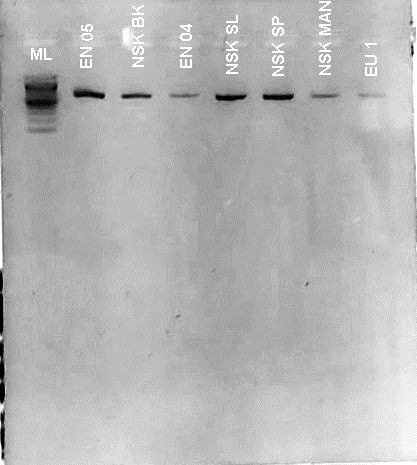 ML
EN 05
NSK BK
EN 04
NSK SL
NSK SP
NSK MAN
EU 1